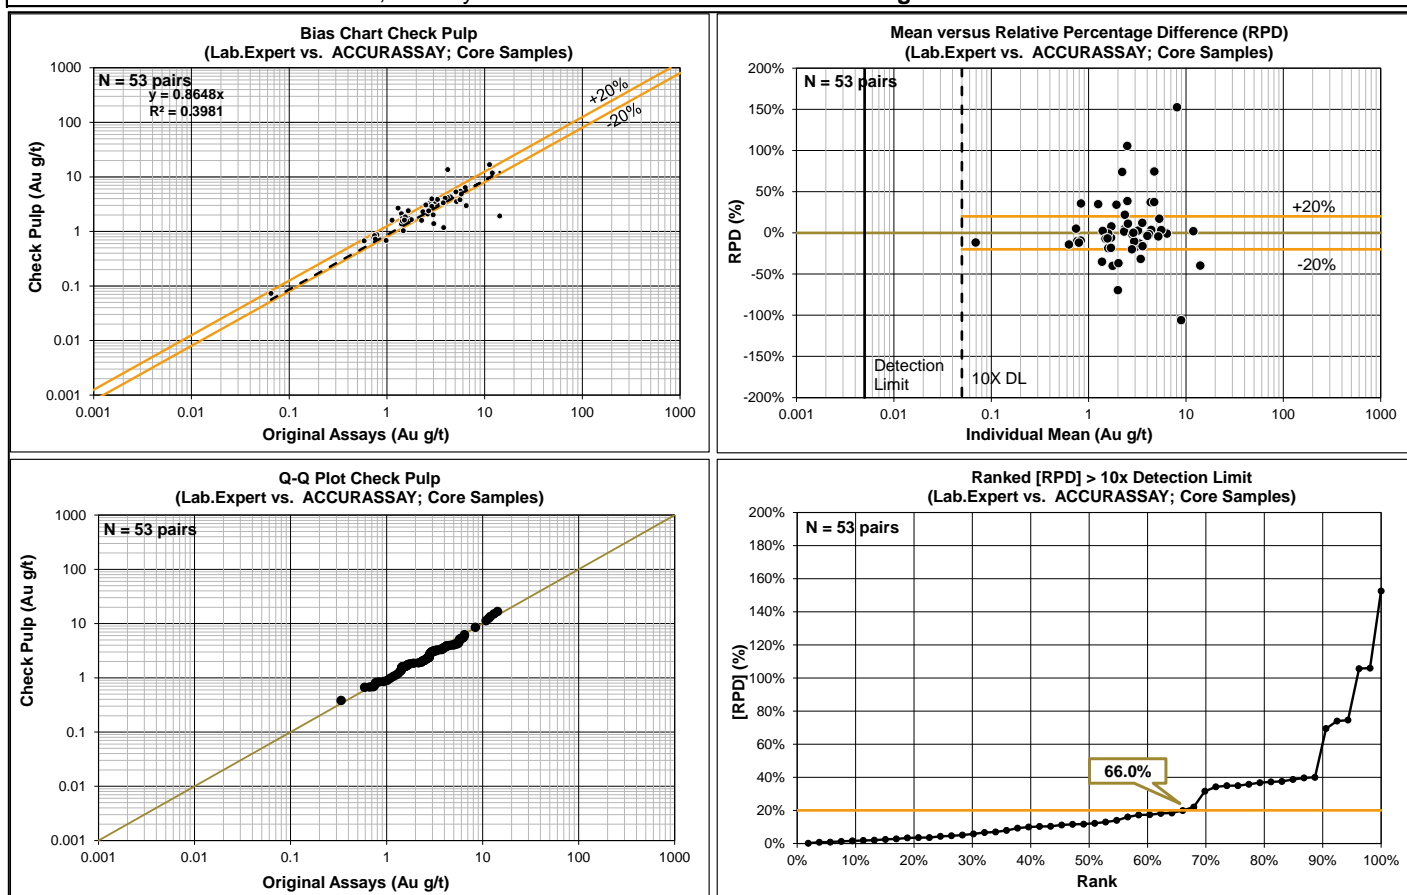 Bias Chart Check Pulp
(Lab.Expert vs. ACCURASSAY; Core Samples)
N = 53 pairs
y = 0.8648x
R² = 0.3981
+20%
-20%
1000
100
10
1
0.1
0.01
0.001
0.001
0.01
0.1
1
10
100
1000
Check Pulp (Au g/t)
Original Assays (Au g/t)
Mean versus Relative Percentage Difference (RPD)
(Lab.Expert vs. ACCURASSAY; Core Samples)
N = 53 pairs
200%
150%
100%
50%
0%
-50%
-100%
-150%
-200%
+20%
-20%
Detection
Limit
10X DL
0.001
0.01
0.1
1
10
100
1000
RPD (%)
Individual Mean (Au g/t)
Q-Q Plot Check Pulp
(Lab.Expert vs. ACCURASSAY; Core Samples)
N = 53 pairs
1000
100
10
1
0.1
0.01
0.001
0.001
0.01
0.1
1
10
100
1000
Check Pulp (Au g/t)
Original Assays (Au g/t)
Ranked [RPD] > 10x Detection Limit
(Lab.Expert vs. ACCURASSAY; Core Samples)
N = 53 pairs
200%
180%
160%
140%
120%
100%
80%
60%
40%
20%
0%
66.0%
0%
10%
20%
30%
40%
50%
60%
70%
80%
90%
100%
[RPD] (%)
Rank